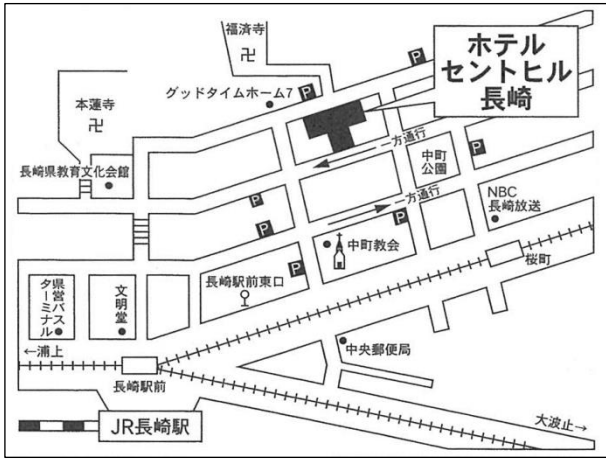 福済寺
卍
P
ホテル
セントヒル
長崎
グッドタイムホーム7
P
本蓮寺
卍
一方通行
中町
公園
P
長崎県教育文化会館
P
一方通行
P
NBC
長崎放送
P
中町教会
P
桜町
長崎駅前東口
県営バス
ターミナル
文明堂
←浦上
中央郵便局
長崎駅前
JR長崎駅
大波止→